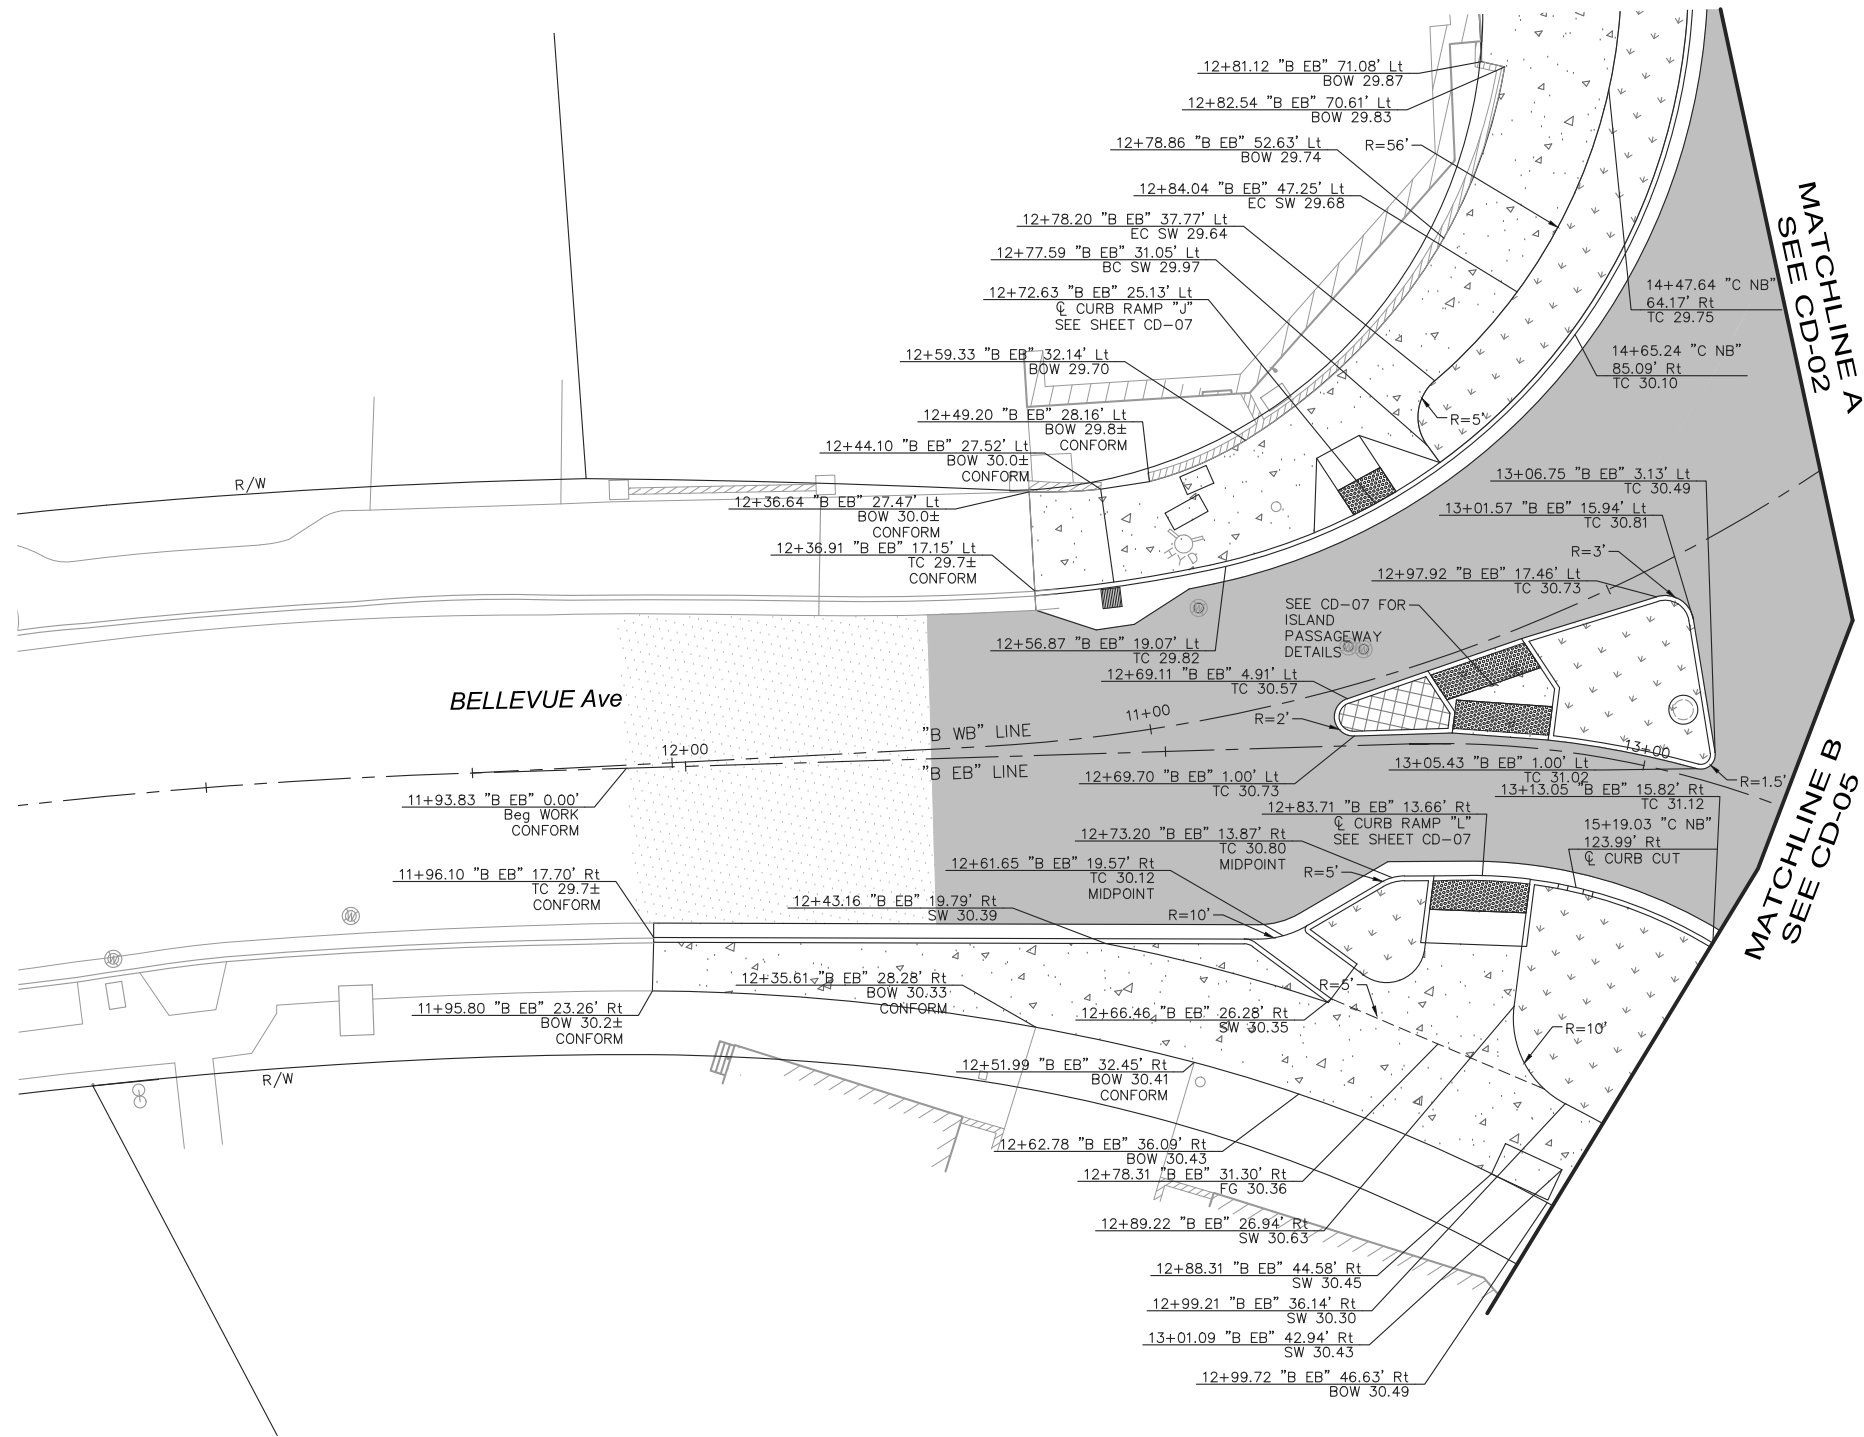 12+81.12 "B EB" 71.08' Lt
BOW 29.87
12+82.54 "B EB" 70.61' Lt
BOW 29.83
12+78.86 "B EB" 52.63' Lt
BOW 29.74
R=56'
12+84.04 "B EB" 47.25' Lt
EC SW 29.68
12+78.20 "B EB" 37.77' Lt
EC SW 29.64
12+77.59 "B EB" 31.05' Lt
BC SW 29.97
12+72.63 "B EB" 25.13' Lt
℄ CURB RAMP "J"
SEE SHEET CD-07
12+59.33 "B EB" 32.14' Lt
BOW 29.70
12+49.20 "B EB" 28.16' Lt
BOW 29.8±
CONFORM
12+44.10 "B EB" 27.52' Lt
BOW 30.0±
CONFORM
12+36.64 "B EB" 27.47' Lt
BOW 30.0±
CONFORM
12+36.91 "B EB" 17.15' Lt
TC 29.7±
CONFORM
R/W
R=5'
MATCHLINE A
SEE CD-02
14+47.64 "C NB"
64.17' Rt
TC 29.75
14+65.24 "C NB"
85.09' Rt
TC 30.10
13+06.75 "B EB" 3.13' Lt
TC 30.49
13+01.57 "B EB" 15.94' Lt
TC 30.81
R=3'
12+97.92 "B EB" 17.46' Lt
TC 30.73
SEE CD-07 FOR
ISLAND
PASSAGEWAY
DETAILS
12+56.87 "B EB" 19.07' Lt
TC 29.82
12+69.11 "B EB" 4.91' Lt
TC 30.57
BELLEVUE Ave
11+00
R=2'
"B WB" LINE
12+00
"B EB" LINE
13+00
12+69.70 "B EB" 1.00' Lt
TC 30.73
13+05.43 "B EB" 1.00' Lt
TC 31.02
R=1.5'
13+13.05 "B EB" 15.82' Rt
TC 31.12
11+93.83 "B EB" 0.00'
Beg WORK
CONFORM
12+83.71 "B EB" 13.66' Rt
℄ CURB RAMP "L"
SEE SHEET CD-07
15+19.03 "C NB"
123.99' Rt
℄ CURB CUT
MATCHLINE B
SEE CD-05
12+73.20 "B EB" 13.87' Rt
TC 30.80
MIDPOINT
12+61.65 "B EB" 19.57' Rt
TC 30.12
MIDPOINT
R=5'
11+96.10 "B EB" 17.70' Rt
TC 29.7±
CONFORM
12+43.16 "B EB" 19.79' Rt
SW 30.39
R=10'
12+35.61 "B EB" 28.28' Rt
BOW 30.33
CONFORM
R=5'
11+95.80 "B EB" 23.26' Rt
BOW 30.2±
CONFORM
12+66.46 "B EB" 26.28' Rt
SW 30.35
R=10'
12+51.99 "B EB" 32.45' Rt
BOW 30.41
CONFORM
R/W
12+62.78 "B EB" 36.09' Rt
BOW 30.43
12+78.31 "B EB" 31.30' Rt
FG 30.36
12+89.22 "B EB" 26.94' Rt
SW 30.63
12+88.31 "B EB" 44.58' Rt
SW 30.45
12+99.21 "B EB" 36.14' Rt
SW 30.30
13+01.09 "B EB" 42.94' Rt
SW 30.43
12+99.72 "B EB" 46.63' Rt
BOW 30.49